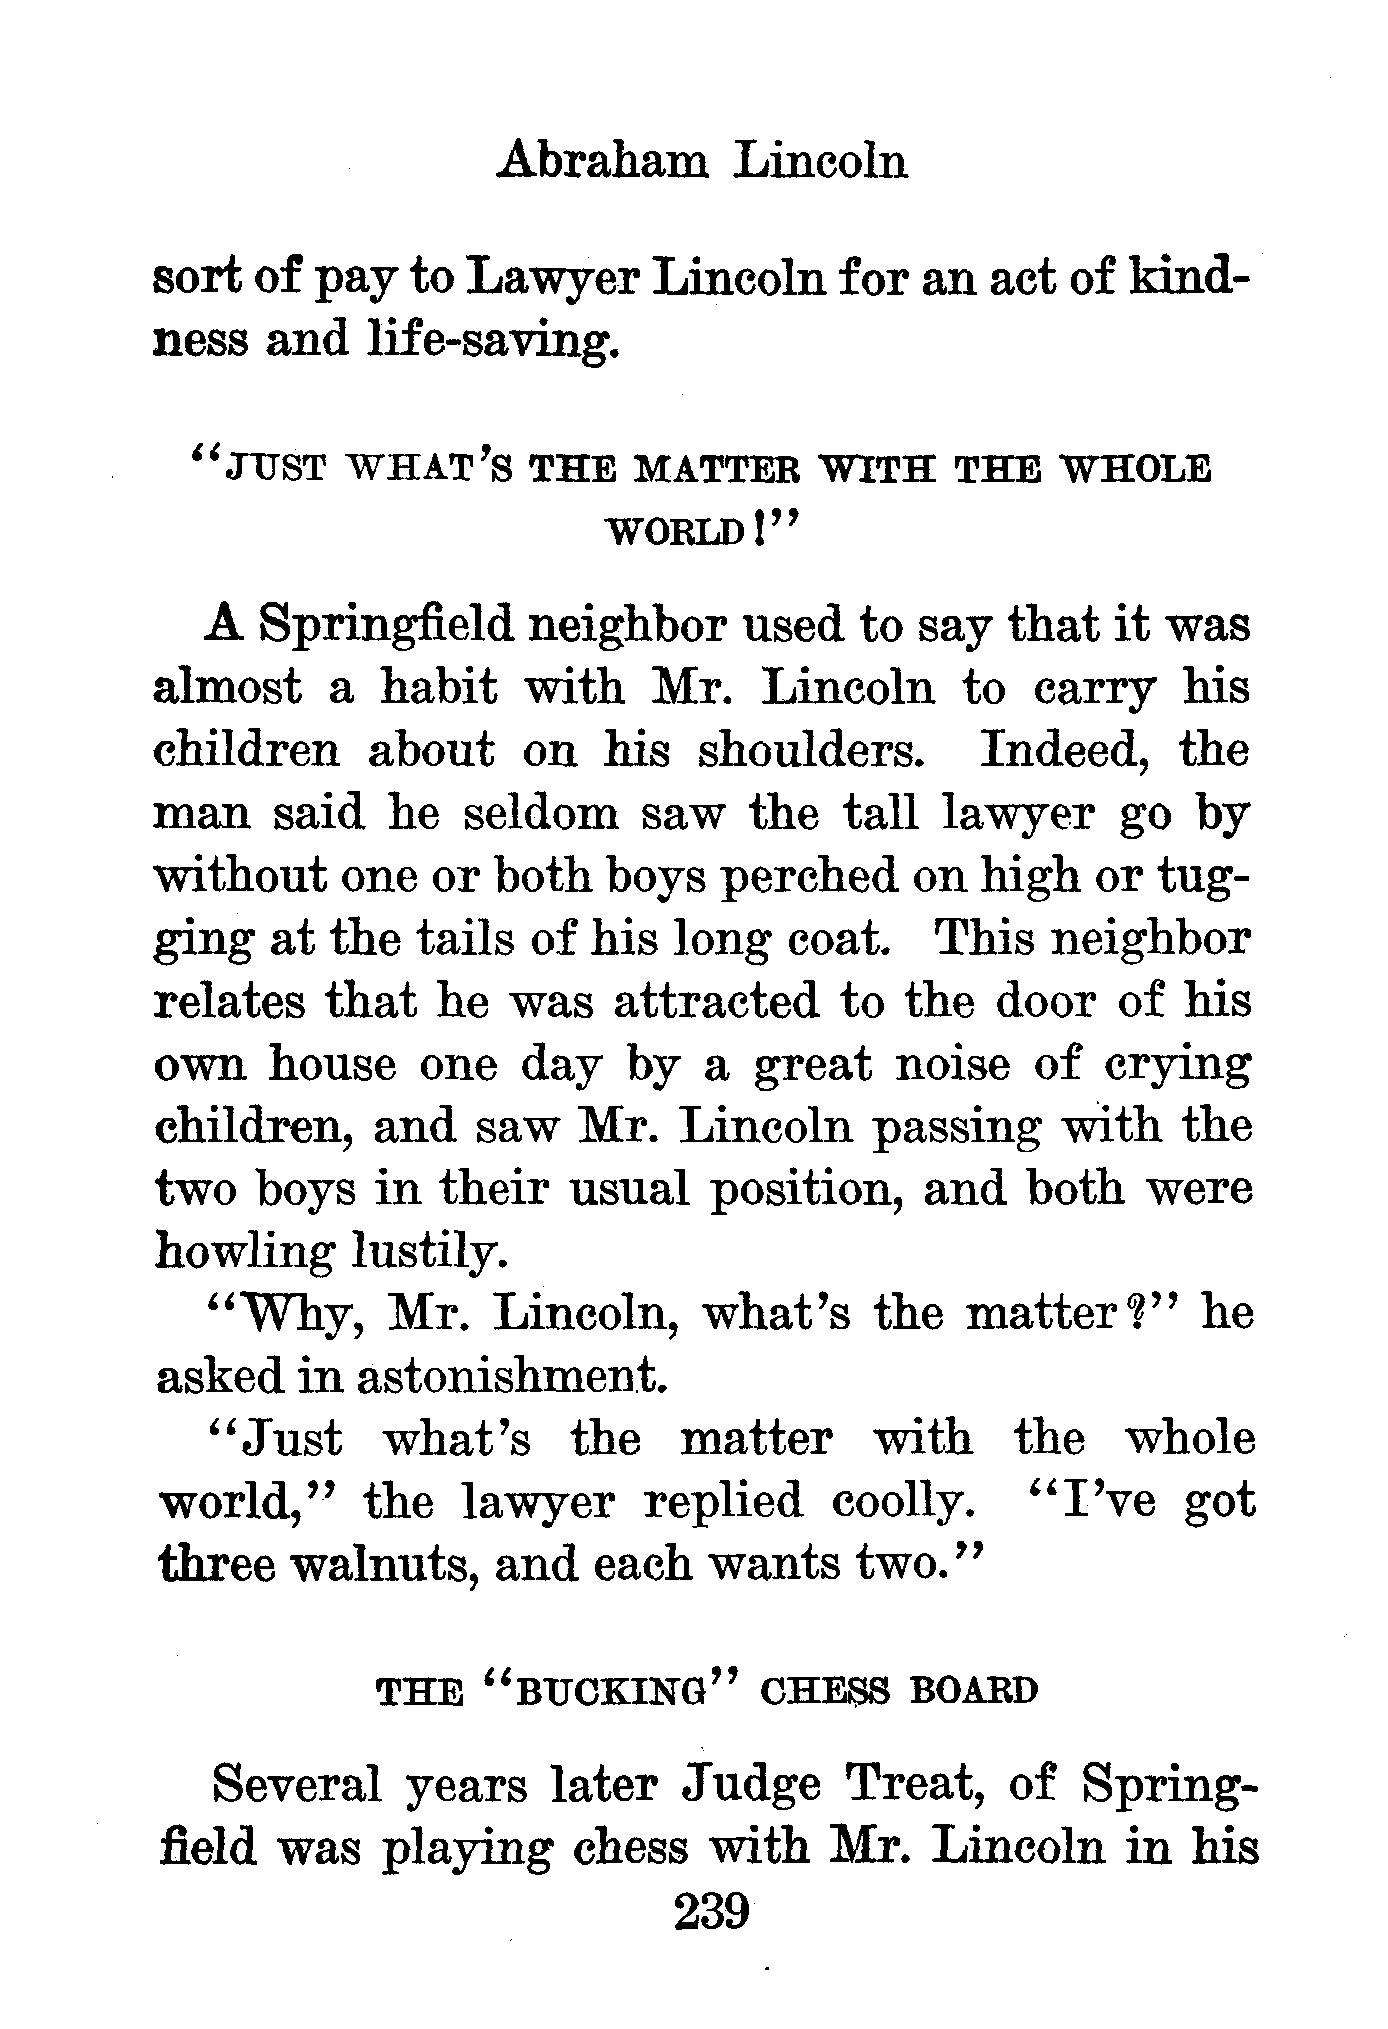 Abraham Lincoln
sort of pay to Lawyer Lincoln for an act of kind-
ness and life-saving.
"JUST WHAT'S THE MATTER WITH THE WHOLE
WORLD!"
A Springfield neighbor used to say that it was
almost a habit with Mr. Lincoln to carry his
children about on his shoulders. Indeed, the
man said he seldom saw the tall lawyer go by
without one or both boys perched on high or tug-
ging at the tails of his long coat. This neighbor
relates that he was attracted to the door of his
own house one day by a great noise of crying
children, and saw Mr. Lincoln passing with the
two boys in their usual position, and both were
howling lustily.
"Why, Mr. Lincoln, what's the matter?" he
asked in astonishment.
"Just what's the matter with the whole
world," the lawyer replied coolly. "I've got
three walnuts, and each wants two."
THE "BUCKING" CHESS BOARD
Several years later Judge Treat, of Spring-
field was playing chess with Mr. Lincoln in his
239